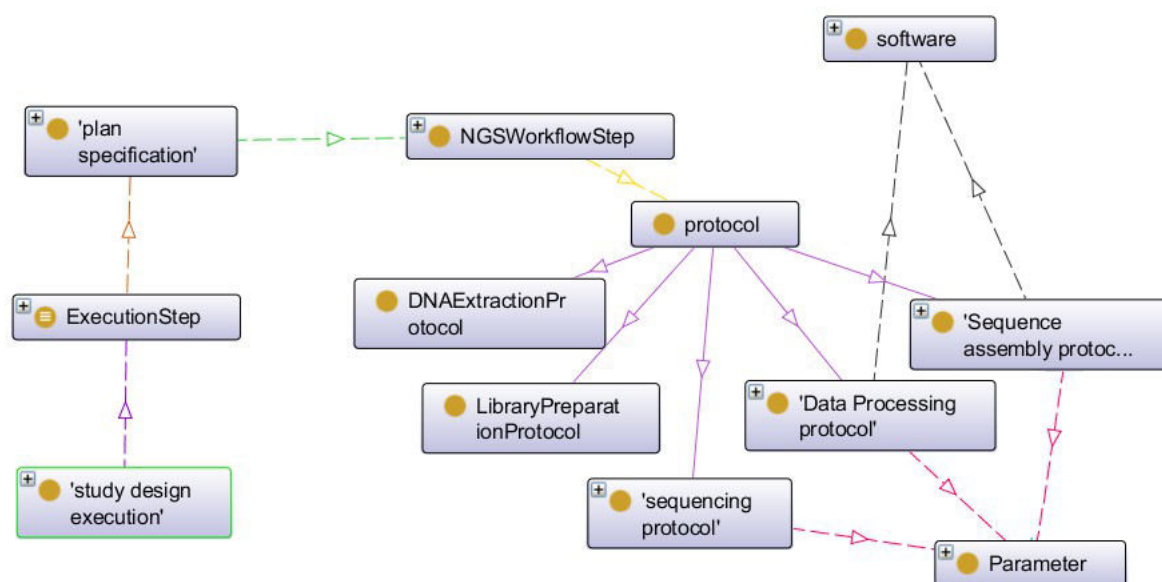 software
'plan
specification'
NGSWorkflowStep
protocol
DNAExtractionPr
otocol
ExecutionStep
'Sequence
assembly protoc...
LibraryPreparat
ionProtocol
'Data Processing
protocol'
'study design
execution'
'sequencing
protocol'
Parameter